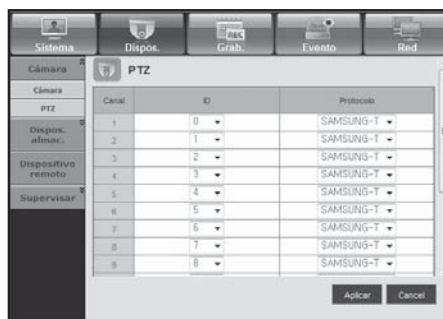 Sistema Dispos. Grab. Evento Red
REC
Cámara
PTZ
Cámara
PTZ
Dispos. almac.
Dispositivo remoto
Supervisar
Canal ID Protocolo
1 0 SAMSUNG-T
2 1 SAMSUNG-T
3 2 SAMSUNG-T
4 3 SAMSUNG-T
5 4 SAMSUNG-T
6 5 SAMSUNG-T
7 6 SAMSUNG-T
8 7 SAMSUNG-T
9 8 SAMSUNG-T
Aplicar Cancel